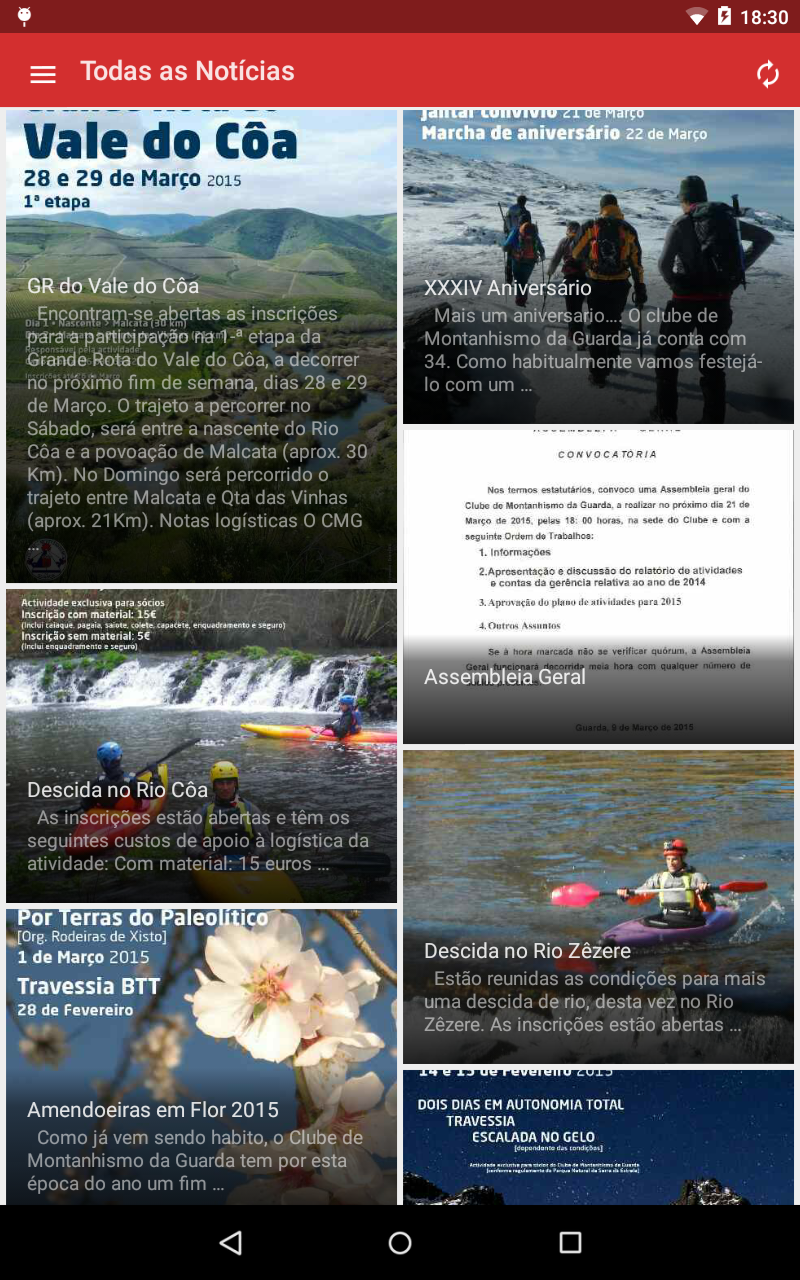 18:30
Todas as Notícias
Vale do Côa
28 e 29 de Março 2015
1ª etapa
GR do Vale do Côa
Encontram-se abertas as inscrições
para a participação na 1-ª etapa da
Grande Rota do Vale do Côa, a decorrer
no próximo fim de semana, dias 28 e 29
de Março. O trajeto a percorrer no
Sábado, será entre a nascente do Rio
Côa e a povoação de Malcata (aprox. 30
Km). No Domingo será percorrido o
trajeto entre Malcata e Qta das Vinhas
(aprox. 21Km). Notas logísticas O CMG
...
Dia 1 • Nascente > Malcata (30 km)
Jantar convívio 21 de Março
Marcha de aniversário 22 de Março
XXXIV Aniversário
Mais um aniversario.... O clube de
Montanhismo da Guarda já conta com
34. Como habitualmente vamos festejá-
lo com um ...
CONVOCATÓRIA
Nos termos estatutários, convoco uma Assembleia geral do
Clube de Montanhismo da Guarda, a realizar no próximo dia 21 de
Março de 2015, pelas 18: 00 horas, na sede do Clube e com a
seguinte Ordem de Trabalhos:
1. Informações
2.Apresentação e discussão do relatório de atividades
e contas da gerência relativa ao ano de 2014
3. Aprovação do plano de atividades para 2015
4. Outros Assuntos
Se à hora marcada não se verificar quórum, a Assembleia
Geral funcionará decorrida meia hora com qualquer número de
Assembleia Geral
Guarda, 9 de Março de 2015
Actividade exclusiva para sócios
Inscrição com material: 15€
(Inclui caiaque, pagaia, saiote, colete, capacete, enquadramento e seguro)
Inscrição sem material: 5€
(Inclui enquadramento e seguro)
Descida no Rio Côa
As inscrições estão abertas e têm os
seguintes custos de apoio à logística da
atividade: Com material: 15 euros ...
Descida no Rio Zêzere
Estão reunidas as condições para mais
uma descida de rio, desta vez no Rio
Zêzere. As inscrições estão abertas ...
Por Terras do Paleolítico
[Org. Rodeiras de Xisto]
1 de Março 2015
Travessia BTT
28 de Fevereiro
Amendoeiras em Flor 2015
Como já vem sendo habito, o Clube de
Montanhismo da Guarda tem por esta
época do ano um fim ...
14 e 15 de Fevereiro 2015
DOIS DIAS EM AUTONOMIA TOTAL
TRAVESSIA
ESCALADA NO GELO
[dependente das condições]
Actividade exclusiva para sócios do Clube de Montanhismo da Guarda
[conforme regulamento do Parque Natural da Serra da Estrela]